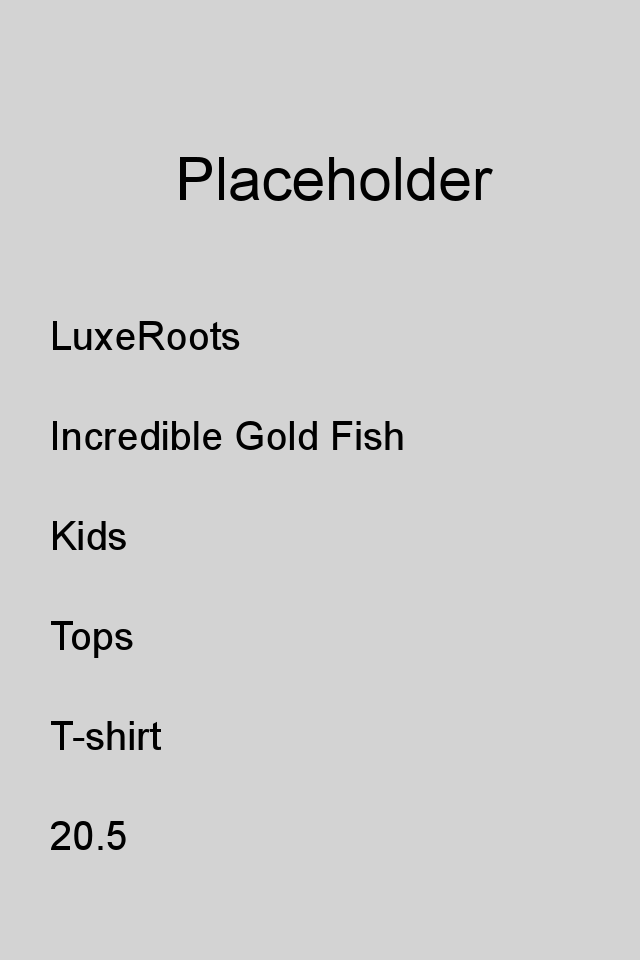 Placeholder
LuxeRoots
Incredible Gold Fish
Kids
Tops
T-shirt
20.5